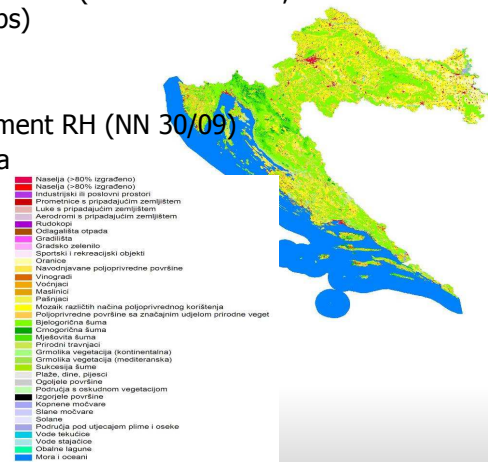 os)
ment RH (NN 30/09)
a
Naselja (>80% izgrađeno)
Naselja (>80% izgrađeno)
Industrijski ili poslovni prostori
Prometnice s pripadajućim zemljištem
Luke s pripadajućim zemljištem
Aerodromi s pripadajućim zemljištem
Rudokopi
Odlagališta otpada
Gradilišta
Gradsko zelenilo
Sportski i rekreacijski objekti
Oranice
Navodnjavane poljoprivredne površine
Vinogradi
Voćnjaci
Maslinici
Pašnjaci
Mozaik različitih načina poljoprivrednog korištenja
Poljoprivredne površine sa značajnim udjelom prirodne veget
Bjelogorična šuma
Crnogorična šuma
Mješovita šuma
Prirodni travnjaci
Grmolika vegetacija (kontinentalna)
Grmolika vegetacija (mediteranska)
Sukcesija šume
Plaže, dine, pijesci
Ogoljele površine
Područja s oskudnom vegetacijom
Izgorjele površine
Kopnene močvare
Slane močvare
Solane
Područja pod utjecajem plime i oseke
Vode tekućice
Vode stajaćice
Obalne lagune
Mora i oceani